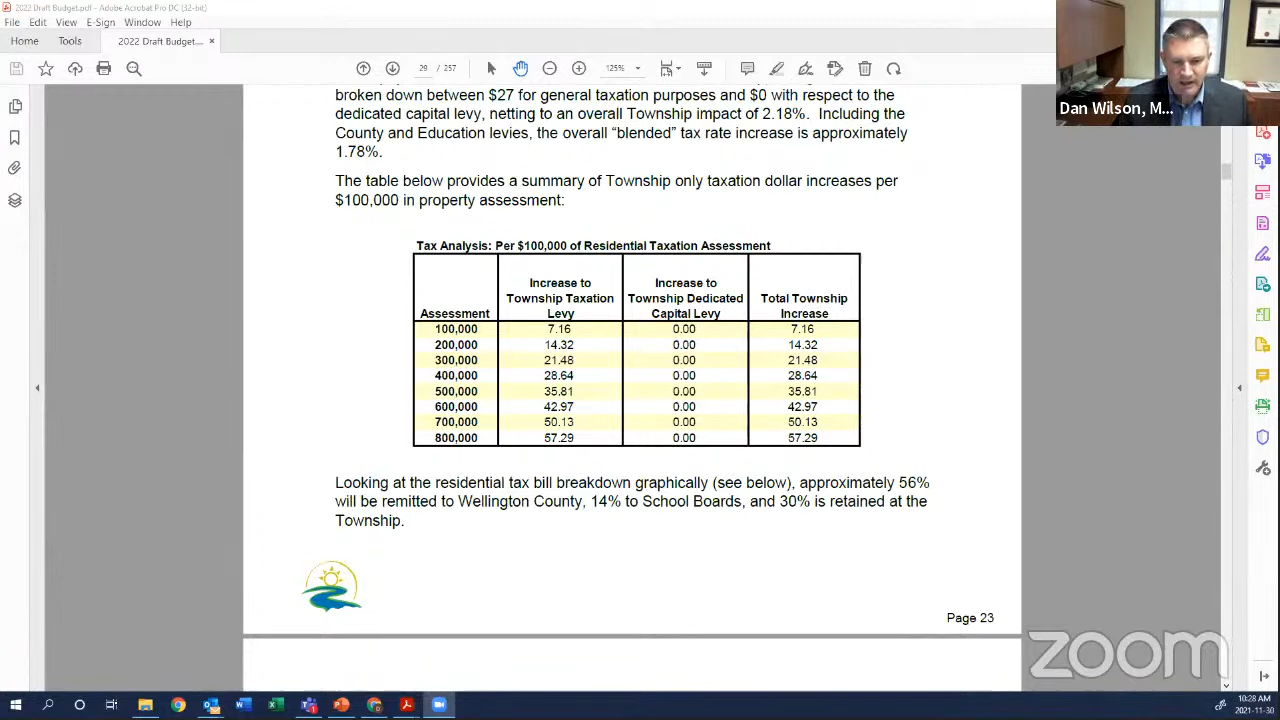 2022 Draft Budget.pdf - Adobe Acrobat Pro DC (32-bit)
File Edit View E-Sign Window Help
Home Tools 2022 Draft Budget... ×
29 / 257 125%
Dan Wilson, M...
broken down between $27 for general taxation purposes and $0 with respect to the
dedicated capital levy, netting to an overall Township impact of 2.18%. Including the
County and Education levies, the overall “blended” tax rate increase is approximately
1.78%.
The table below provides a summary of Township only taxation dollar increases per
$100,000 in property assessment:
Tax Analysis: Per $100,000 of Residential Taxation Assessment
Increase to Increase to
Township Taxation Township Dedicated Total Township
Assessment Levy Capital Levy Increase
100,000 7.16 0.00 7.16
200,000 14.32 0.00 14.32
300,000 21.48 0.00 21.48
400,000 28.64 0.00 28.64
500,000 35.81 0.00 35.81
600,000 42.97 0.00 42.97
700,000 50.13 0.00 50.13
800,000 57.29 0.00 57.29
Looking at the residential tax bill breakdown graphically (see below), approximately 56%
will be remitted to Wellington County, 14% to School Boards, and 30% is retained at the
Township.
Page 23
zoom
10:28 AM
2021-11-30